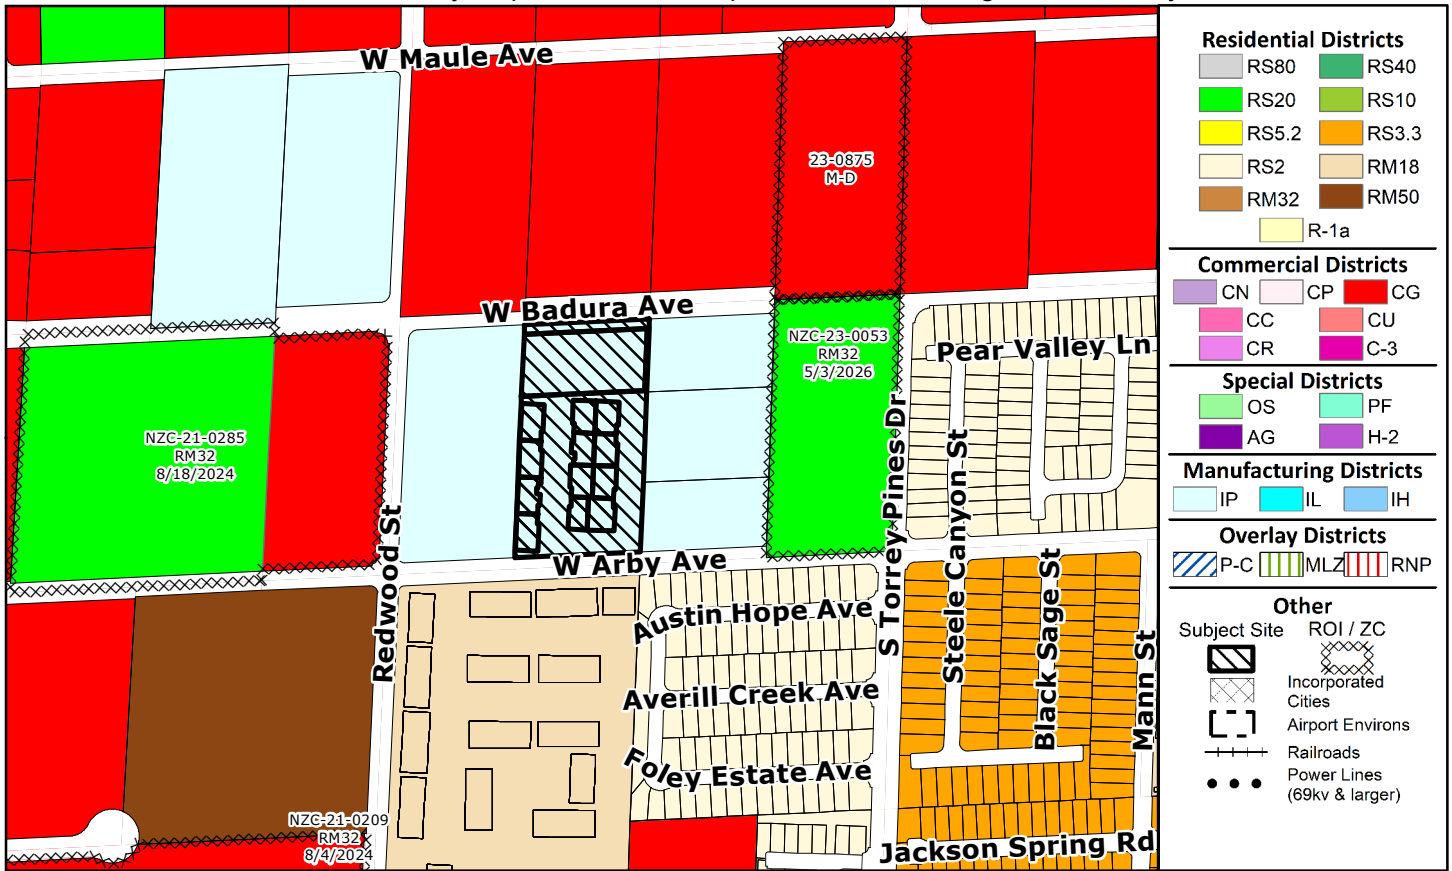 W Maule Ave
23-0875
M-D
W Badura Ave
NZC-23-0053
RM32
5/3/2026
Pear Valley Ln
NZC-21-0285
RM32
8/18/2024
Redwood St
S Torrey Pines Dr
Steele Canyon St
W Arby Ave
Black Sage St
Mann St
Austin Hope Ave
Averill Creek Ave
Foley Estate Ave
NZC-21-0209
RM32
8/4/2024
Jackson Spring Rd
Residential Districts
RS80 RS40
RS20 RS10
RS5.2 RS3.3
RS2 RM18
RM32 RM50
R-1a
Commercial Districts
CN CP CG
CC CU
CR C-3
Special Districts
OS PF
AG H-2
Manufacturing Districts
IP IL IH
Overlay Districts
P-C MLZ RNP
Other
Subject Site ROI / ZC
Incorporated
Cities
Airport Environs
Railroads
Power Lines
(69kv & larger)